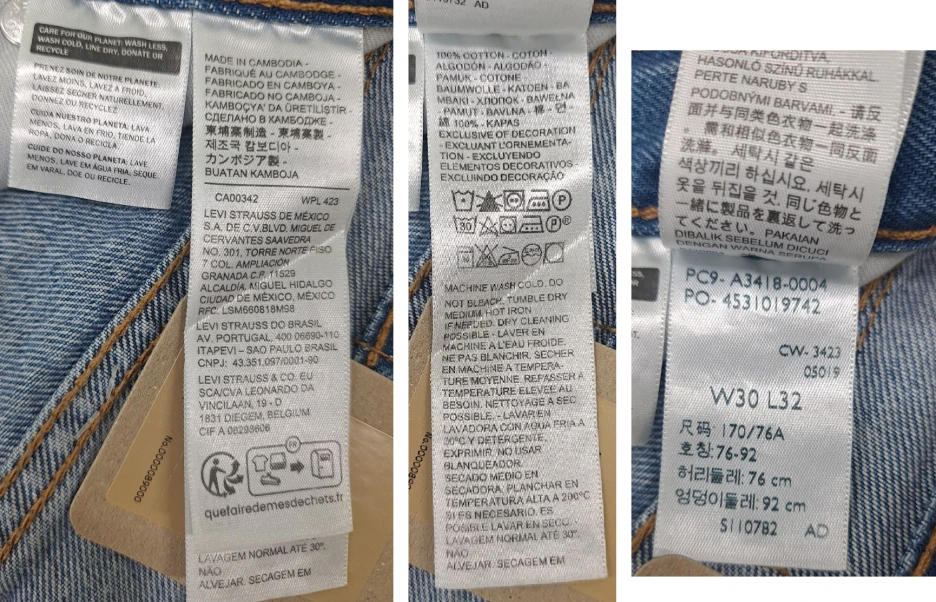 CARE FOR OUR PLANET: WASH LESS,
WASH COLD, LINE DRY, DONATE OR
RECYCLE
PRENEZ SOIN DE NOTRE PLANETE
LAVEZ MOINS, LAVEZ A FROID,
LAISSEZ SECHER NATURELLEMENT,
DONNEZ OU RECYCLEZ
CUIDA NUESTRO PLANETA: LAVA
MENOS, LAVA EN FRIO, TIENDE LA
ROPA, DONA O RECICLA.
CUIDE DO NOSSO PLANETA: LAVE
MENOS, LAVE EM ÁGUA FRIA, SEQUE
EM VARAL, DOE OU RECICLE.
MADE IN CAMBODIA -
FABRIQUÉ AU CAMBODGE -
FABRICADO EN CAMBOYA -
FABRICADO NO CAMBOJA -
KAMBOÇYA' DA ÜRETİLİŞTİR
СДЕЛАНО В КАМБОДЖЕ -
柬埔寨制造 - 柬埔寨製 -
제조국 캄보디아 -
カンボジア製 -
BUATAN KAMBOJA
CA00342 WPL 423
LEVI STRAUSS DE MÉXICO
S.A. DE C.V.BLVD. MIGUEL DE
CERVANTES SAAVEDRA
NO. 301, TORRE NORTE PISO
7 COL. AMPLIACIÓN
GRANADA C.P. 11529
ALCALDÍA, MIGUEL HIDALGO
CIUDAD DE MÉXICO, MÉXICO
RFC: LSM660818M98
LEVI STRAUSS DO BRASIL
AV. PORTUGAL, 400 06690-110
ITAPEVI – SAO PAULO BRASIL
CNPJ: 43.351.097/0001-90
LEVI STRAUSS & CO. EU
SCA/CVA LEONARDO DA
VINCILAAN, 19 - D
1831 DIEGEM, BELGIUM
CIF A 08293606
FR
quefairedemesdechets.fr
LAVAGEM NORMAL ATÉ 30°.
NÃO
ALVEJAR. SECAGEM EM
AD
100% COTTON - COTON -
ALGODÓN - ALGODÃO -
PAMUK - COTONE -
BAUMWOLLE - KATOEN - BA
MBAKI - ХЛОПОК - BAWEŁNA
- PAMUT - BAVLNA - 棉 - 면 -
綿 100% - KAPAS
EXCLUSIVE OF DECORATION
- EXCLUANT L'ORNEMENTA-
TION - EXCLUYENDO
ELEMENTOS DECORATIVOS -
EXCLUINDO DECORAÇÃO
MACHINE WASH COLD. DO
NOT BLEACH. TUMBLE DRY
MEDIUM. HOT IRON
IF NEEDED. DRY CLEANING
POSSIBLE - LAVER EN
MACHINE A L'EAU FROIDE.
NE PAS BLANCHIR. SECHER
EN MACHINE A TEMPERA-
TURE MOYENNE. REPASSER A
TEMPERATURE ELEVEE AU
BESOIN. NETTOYAGE A SEC
POSSIBLE. - LAVAR EN
LAVADORA CON AGUA FRIA A
30ºC Y DETERGENTE.
EXPRIMIR. NO USAR
BLANQUEADOR.
SECADO MEDIO EN
SECADORA. PLANCHAR EN
TEMPERATURA ALTA A 200°C
SI ES NECESARIO. ES
POSIBLE LAVAR EN SECO. -
LAVAGEM NORMAL ATÉ 30°.
NÃO
ALVEJAR. SECAGEM EM
KIFORDÍTVA.
HASONLÓ SZÍNŰ RUHÁKKAL
PERTE NARUBY S
PODOBNÝMI BARVAMI. - 请反
面并与同类色衣物一起洗涤
。需和相似色衣物一同反面
洗滌。- 세탁시 같은
색상끼리 하십시오. 세탁시
옷을 뒤집을 것. 同じ色物と
一緒に製品を裏返して洗っ
てください。PAKAIAN
DIBALIK SEBELUM DICUCI
DENGAN WARNA SERUPA
PC9- A3418-0004
PO- 4531019742
CW- 3423
05019
W30 L32
尺码: 170/76A
호칭: 76-92
허리둘레: 76 cm
엉덩이둘레: 92 cm
S110782 AD